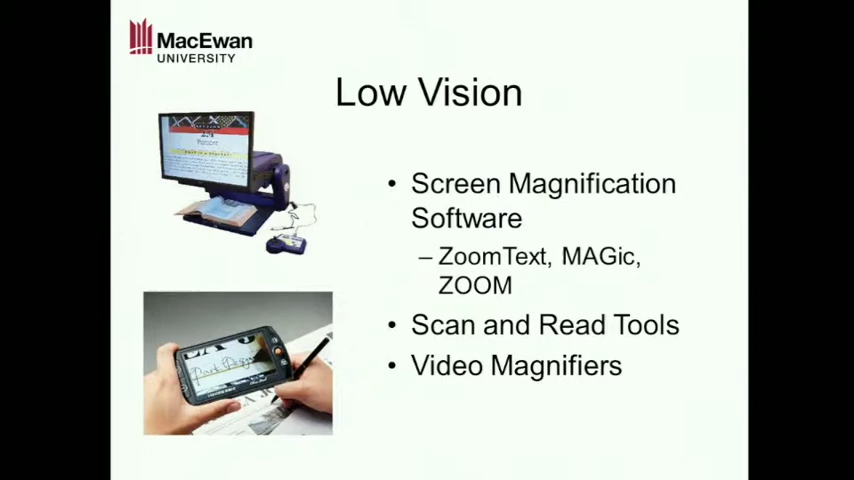 MacEwan
UNIVERSITY
Low Vision
• Screen Magnification
Software
– ZoomText, MAGic,
ZOOM
• Scan and Read Tools
• Video Magnifiers